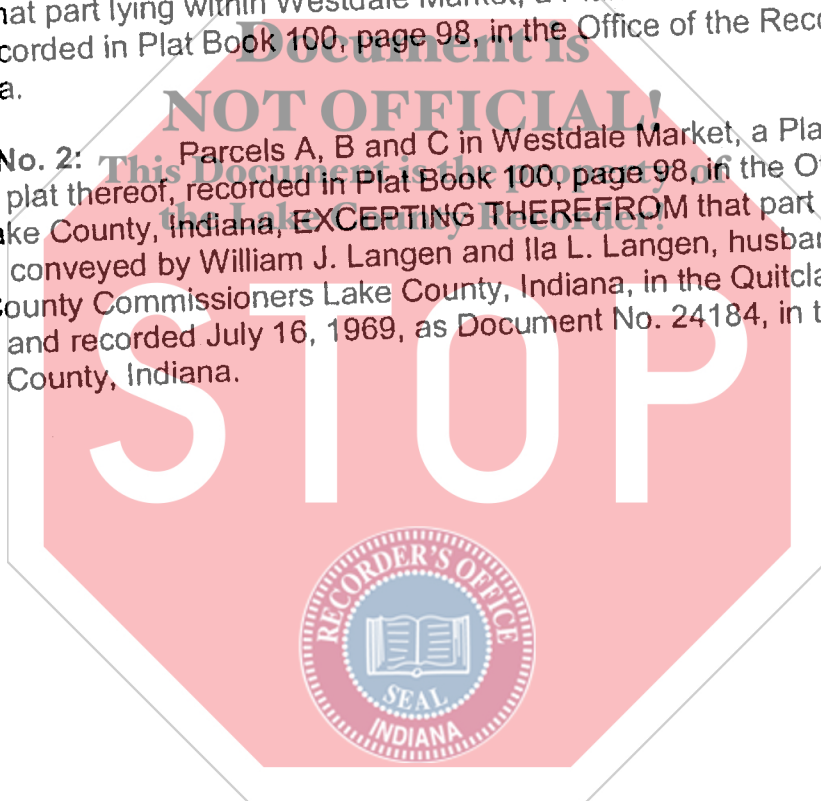 hat part lying within Westdale Market, a
corded in Plat Book 100, page 98, in the Office of the Reco
a.
No. 2: Parcels A, B and C in Westdale Market, a Pla
plat thereof, recorded in Plat Book 100, page 98, in the O
ke County, Indiana, EXCEPTING THEREFROM that part
conveyed by William J. Langen and Ila L. Langen, husba
County Commissioners Lake County, Indiana, in the Quitcla
and recorded July 16, 1969, as Document No. 24184, in t
County, Indiana.
Document is
NOT OFFICIAL!
This Document is the property of
the Lake County Recorder!
STOP
RECORDER'S OFFICE
SEAL
INDIANA